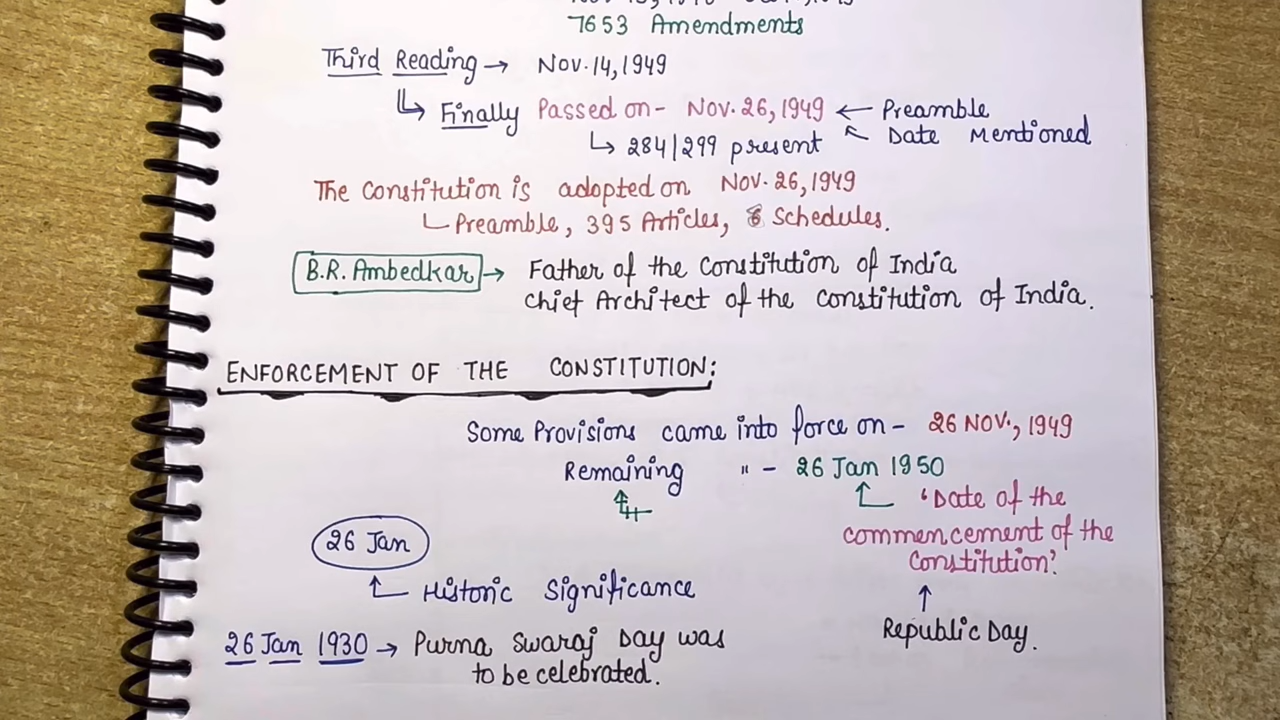 7653 Amendments
Third Reading → Nov.14,1949
Finally Passed on - Nov.26,1949 ← Preamble
Date Mentioned
284/299 present
The Constitution is adopted on Nov.26,1949
Preamble, 395 Articles, 8 Schedules.
B.R. Ambedkar → Father of the Constitution of India
Chief Architect of the Constitution of India.
ENFORCEMENT OF THE CONSTITUTION:
Some Provisions came into force on - 26 NOV., 1949
Remaining " - 26 Jan 1950
'Date of the
commencement of the
Constitution'
26 Jan
Historic Significance
Republic Day.
26 Jan 1930 → Purna Swaraj Day was
to be celebrated.